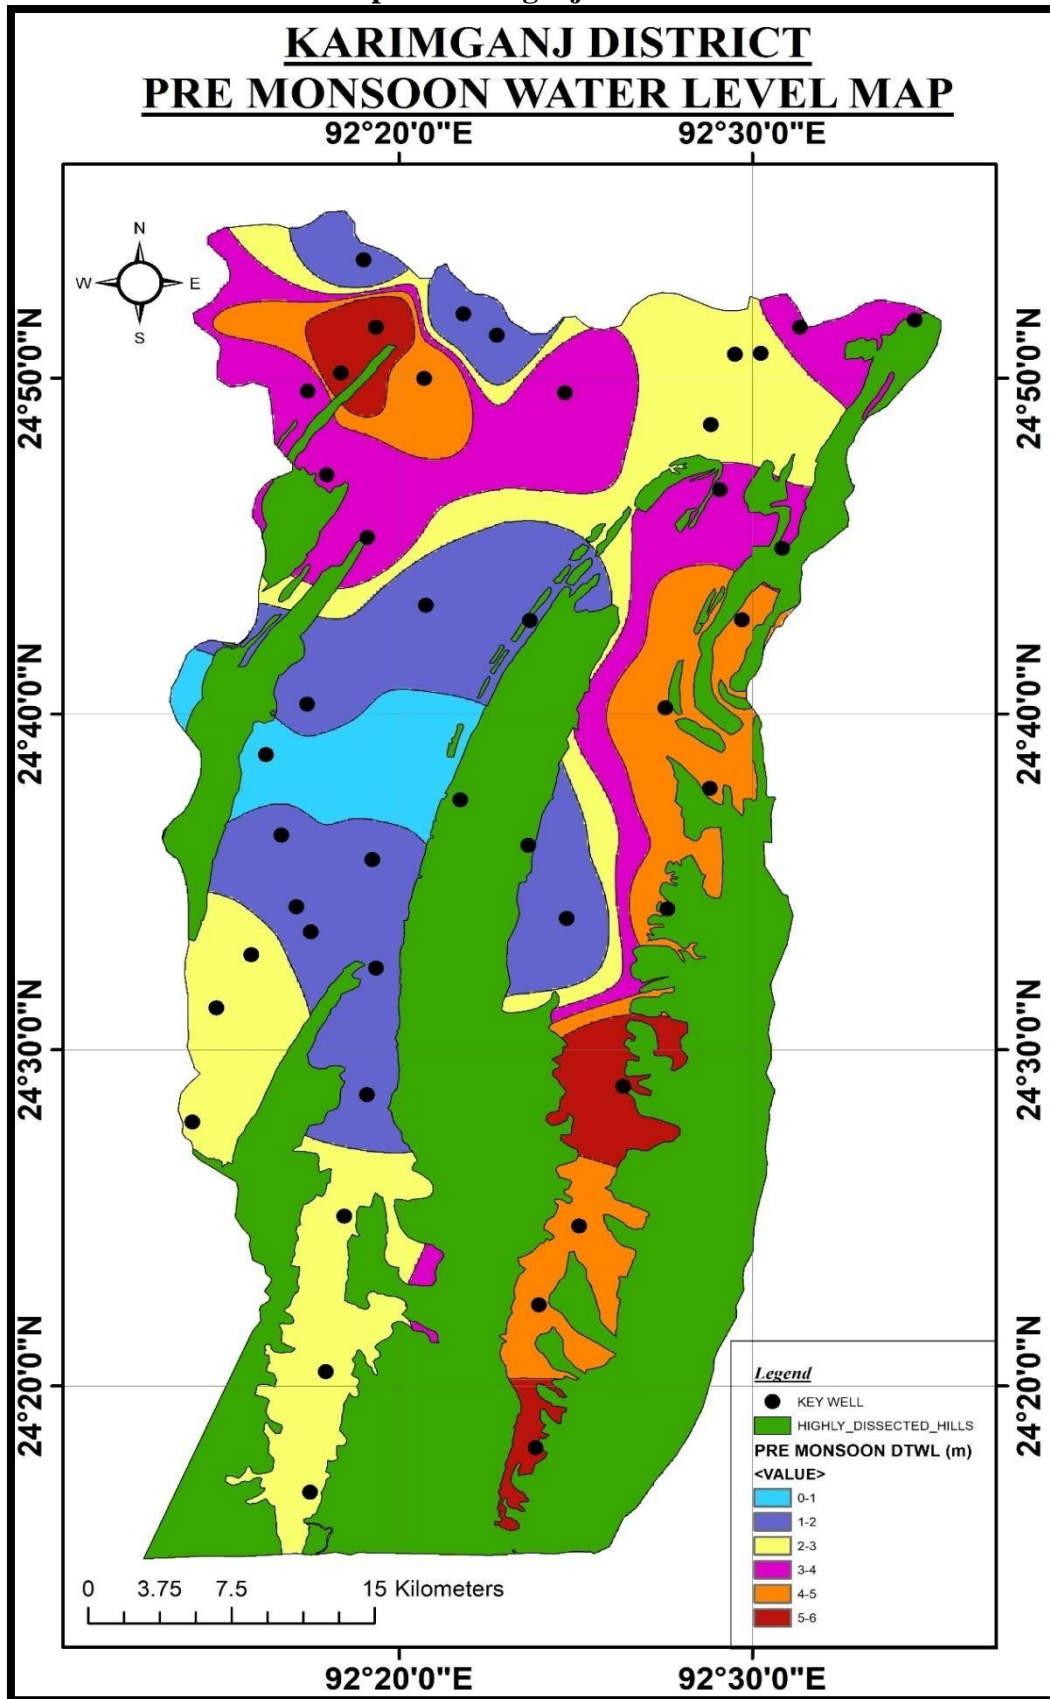 KARIMGANJ DISTRICT
PRE MONSOON WATER LEVEL MAP
92°20'0"E 92°30'0"E
N
W E
S
24°50'0"N 24°50'0"N
24°40'0"N 24°40'0"N
24°30'0"N 24°30'0"N
24°20'0"N 24°20'0"N
Legend
KEY WELL
HIGHLY_DISSECTED_HILLS
PRE MONSOON DTWL (m)
<VALUE>
0-1
1-2
2-3
3-4
4-5
5-6
0 3.75 7.5 15 Kilometers
92°20'0"E 92°30'0"E